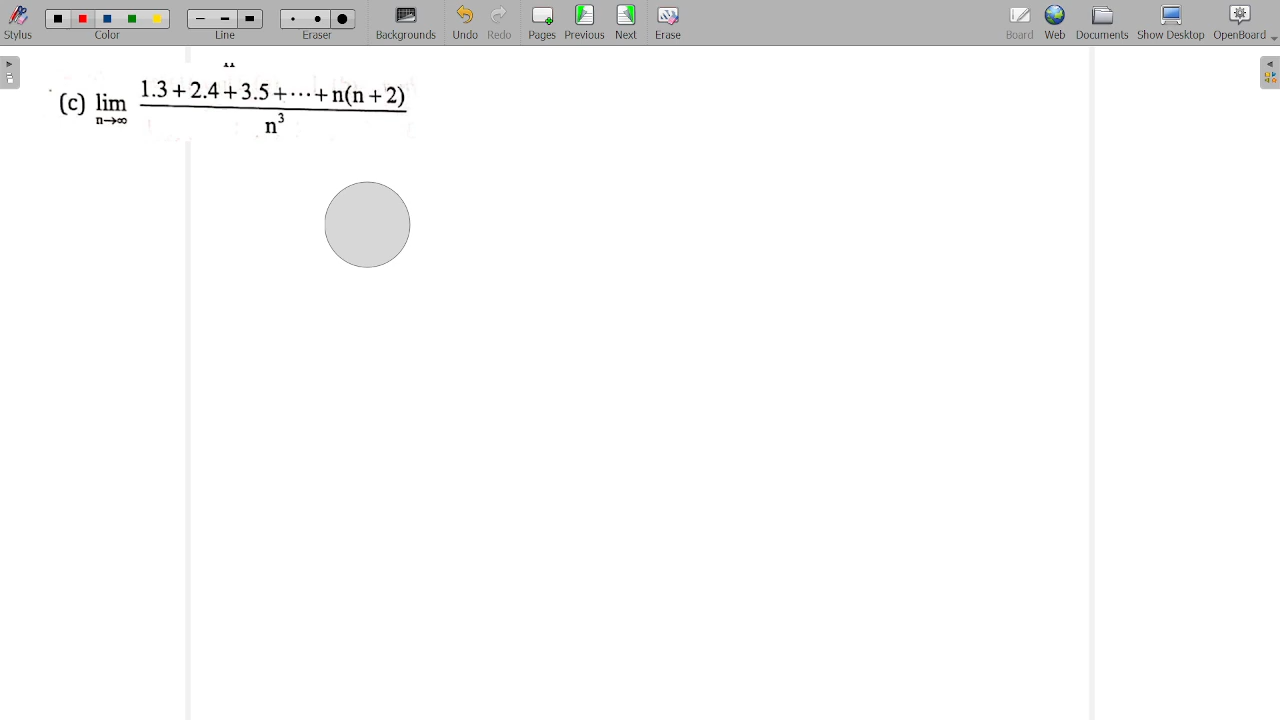 Stylus Color Line Eraser Backgrounds Undo Redo Pages Previous Next Erase Board Web Documents Show Desktop OpenBoard
(c) lim n→∞ 1.3 + 2.4 + 3.5 + ··· + n(n + 2)
n³